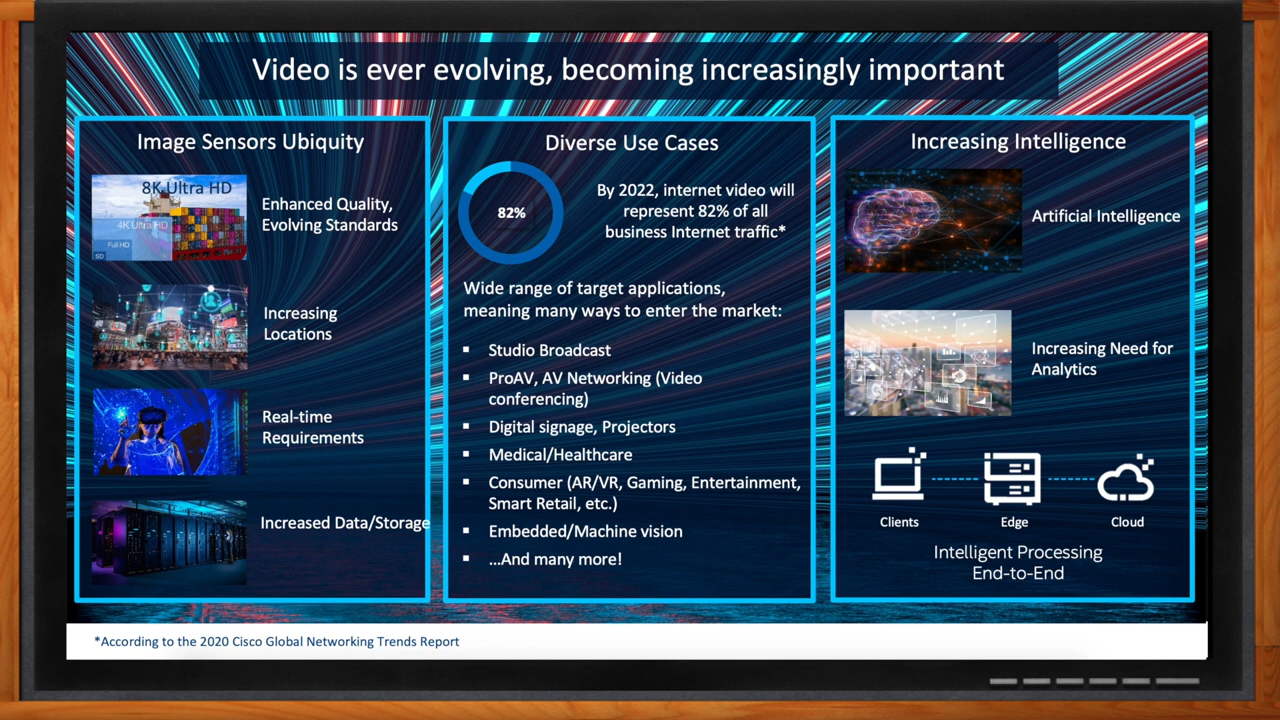 Video is ever evolving, becoming increasingly important
Image Sensors Ubiquity
8K Ultra HD
4K Ultra HD
Full HD
SD
Enhanced Quality,
Evolving Standards
Increasing
Locations
Real-time
Requirements
Increased Data/Storage
Diverse Use Cases
82%
By 2022, internet video will
represent 82% of all
business Internet traffic*
Wide range of target applications,
meaning many ways to enter the market:
▪ Studio Broadcast
▪ ProAV, AV Networking (Video
conferencing)
▪ Digital signage, Projectors
▪ Medical/Healthcare
▪ Consumer (AR/VR, Gaming, Entertainment,
Smart Retail, etc.)
▪ Embedded/Machine vision
▪ …And many more!
Increasing Intelligence
Artificial Intelligence
Increasing Need for
Analytics
Clients
Edge
Cloud
Intelligent Processing
End-to-End
*According to the 2020 Cisco Global Networking Trends Report